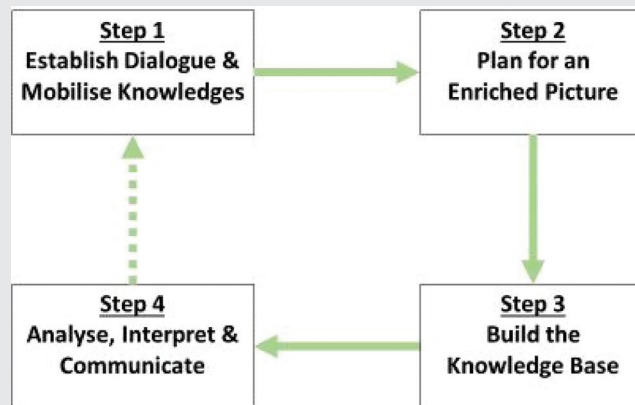 Step 1
Establish Dialogue &
Mobilise Knowledges
Step 2
Plan for an
Enriched Picture
Step 3
Build the
Knowledge Base
Step 4
Analyse, Interpret &
Communicate